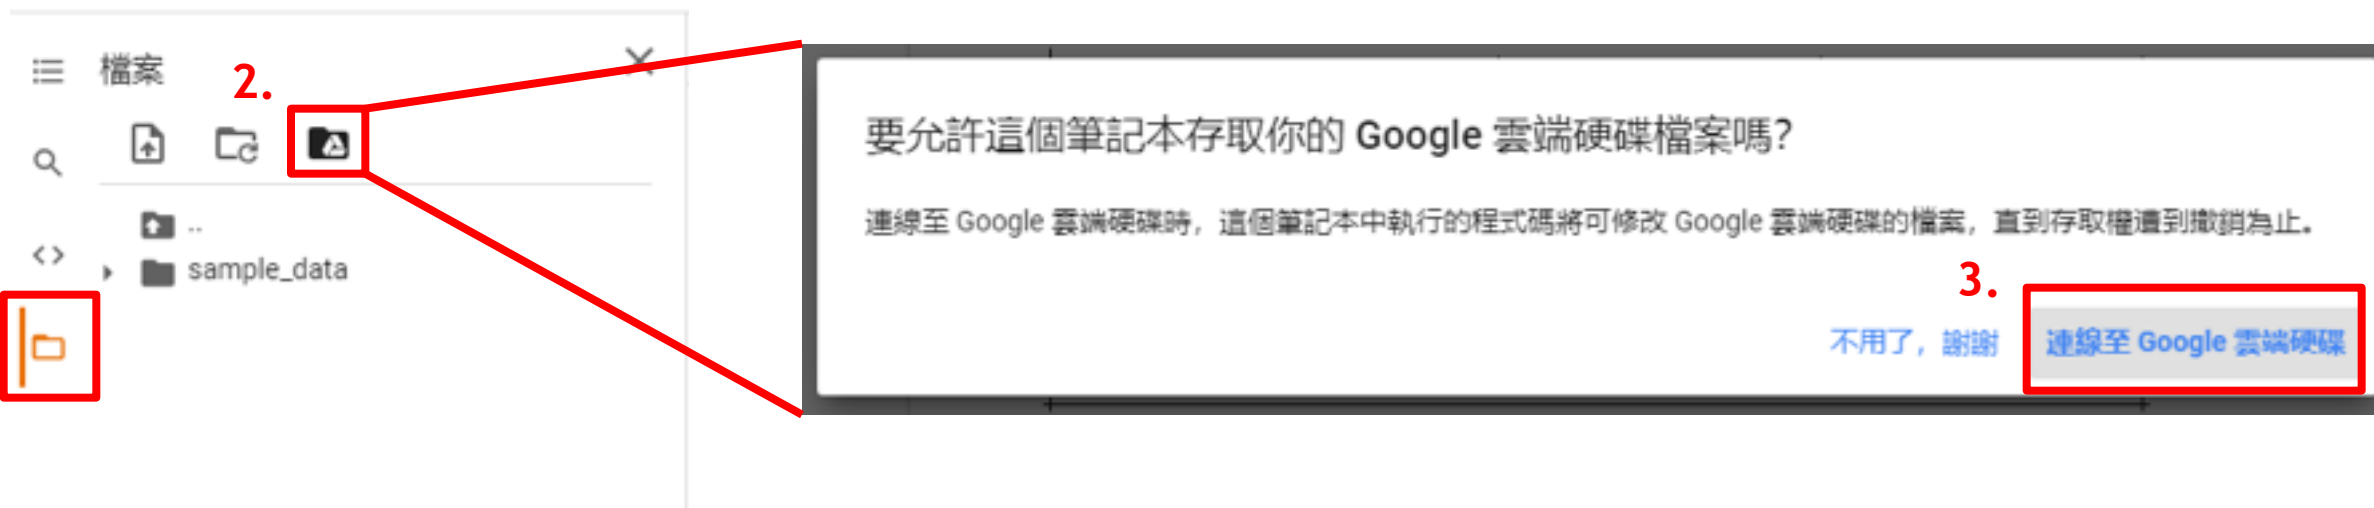 檔案
2.
..
sample_data
要允許這個筆記本存取你的 Google 雲端硬碟檔案嗎?
連線至 Google 雲端硬碟時，這個筆記本中執行的程式碼將可修改 Google 雲端硬碟的檔案，直到存取權遭到撤銷為止。
3.
不用了，謝謝
連線至 Google 雲端硬碟